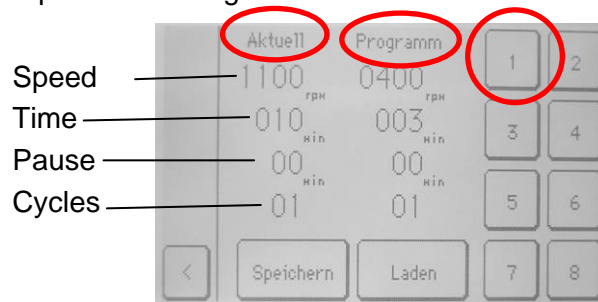 Aktuell Programm
Speed 1100 rpm 0400 rpm 1 2
Time 010 min 003 min 3 4
Pause 00 min 00 min
Cycles 01 01 5 6
< Speichern Laden 7 8